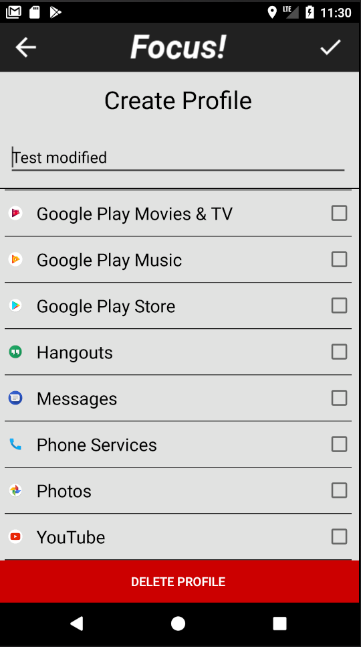 LTE 11:30
Focus!
Create Profile
Test modified
Google Play Movies & TV
Google Play Music
Google Play Store
Hangouts
Messages
Phone Services
Photos
YouTube
DELETE PROFILE